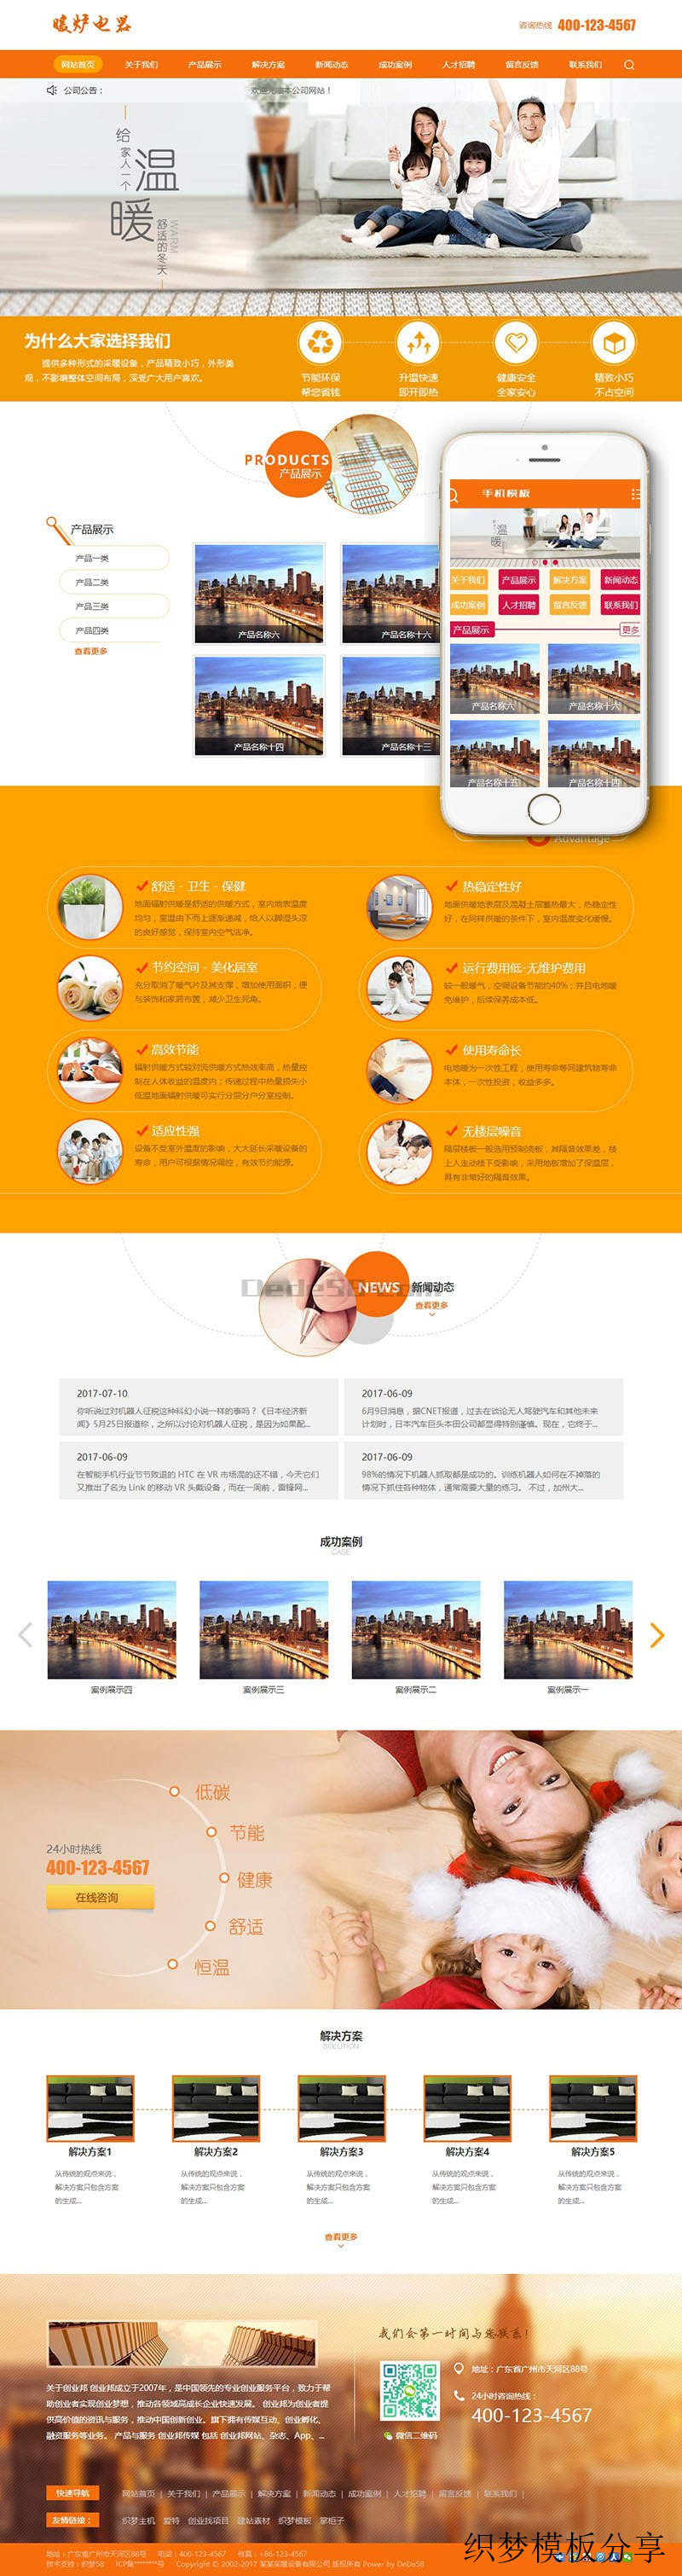 暖炉电器
咨询热线 400-123-4567
网站首页 关于我们 产品展示 解决方案 新闻动态 成功案例 人才招聘 留言反馈 联系我们
公司公告：
欢迎光临本公司网站！
给家人一个
温暖
舒适的冬天
WARM
为什么大家选择我们
提供多种形式的采暖设备，产品精致小巧，外形美
观，不影响整体空间布局，深受广大用户喜欢。
节能环保 升温快速 健康安全 精致小巧
帮您省钱 即开即热 全家安心 不占空间
PRODUCTS
产品展示
产品展示
产品一类
产品二类
产品三类
产品四类
查看更多
产品名称六 产品名称十六
产品名称十四 产品名称十三
手机模板
温暖
关于我们 产品展示 解决方案 新闻动态
成功案例 人才招聘 留言反馈 联系我们
产品展示 更多
产品名称六 产品名称十六
产品名称十五 产品名称十四
Advantage
舒适 - 卫生 - 保健
地面辐射供暖是舒适的供暖方式，室内地表温度
均匀，室温由下而上逐渐递减，给人以脚湿头凉
的良好感觉，保持室内空气洁净。
热稳定性好
地面供暖地表层及混凝土层蓄热最大，热稳定性
好，在同样供暖的条件下，室内温度变化缓慢。
节约空间 - 美化居室
充分取消了暖气片及其支撑，增加使用面积，便
与装饰和家居布置，减少卫生死角。
运行费用低-无维护费用
较一般暖气，空调设备节能约40%；并且电地暖
免维护，后续保养成本低。
高效节能
辐射供暖方式较对流供暖方式热效率高，热量控
制在人体收益的温度内；传递过程中热量损失小
低温地面辐射供暖可实行分层分户分室控制。
使用寿命长
电地暖为一次性工程，使用寿命等同建筑物寿命
本体，一次性投资，收益多多。
适应性强
设备不受室外温度的影响，大大延长采暖设备的
寿命，用户可根据情况调控，有效节约能源。
无楼层噪音
隔层楼板一般选用预制浇板，其隔音效果差，楼
上人走动楼下受影响，采用地板增加了保温层，
具有非常好的隔音效果。
Dede58.com
NEWS 新闻动态
查看更多
2017-07-10
你听说过对机器人征税这种科幻小说一样的事吗？《日本经济新
闻》5月25日报道称，之所以讨论对机器人征税，是因为如果配...
2017-06-09
6月9日消息，据CNET报道，过去在谈论无人驾驶汽车和其他未来
计划时，日本汽车巨头本田公司都显得特别谨慎。现在，它终于...
2017-06-09
在智能手机行业节节败退的 HTC 在 VR 市场混的还不错，今天它们
又推出了名为 Link 的移动 VR 头戴设备，而在一周前，雷锋网...
2017-06-09
98%的情况下机器人抓取都是成功的。训练机器人如何在不掉落的
情况下抓住各种物体，通常需要大量的练习。 不过，加州大...
成功案例
CASE
案例展示四 案例展示三 案例展示二 案例展示一
低碳
节能
健康
舒适
恒温
24小时热线
400-123-4567
在线咨询
解决方案
SOLUTION
解决方案1 解决方案2 解决方案3 解决方案4 解决方案5
从传统的观点来说， 从传统的观点来说， 从传统的观点来说， 从传统的观点来说， 从传统的观点来说，
解决方案只包含方案 解决方案只包含方案 解决方案只包含方案 解决方案只包含方案 解决方案只包含方案
的生成... 的生成... 的生成... 的生成... 的生成...
查看更多
关于创业邦 创业邦成立于2007年，是中国领先的专业创业服务平台，致力于帮
助创业者实现创业梦想，推动各领域高成长企业快速发展。 创业邦为创业者提
供高价值的资讯与服务，推动中国创新创业。旗下拥有传媒互动、创业孵化、
融资服务等业务。 产品与服务 创业邦传媒 包括 创业邦网站、杂志、App、...
我们会第一时间与您联系！
微信二维码
地址：广东省广州市天河区88号
24小时咨询热线：
400-123-4567
快速导航 网站首页 | 关于我们 | 产品展示 | 解决方案 | 新闻动态 | 成功案例 | 人才招聘 | 留言反馈 | 联系我们 |
友情链接： 织梦主机 爱特 创业找项目 建站素材 织梦模板 掌柜子
地址：广东省广州市天河区88号 电话：400-123-4567 传真：+86-123-4567
技术支持：织梦58 ICP备********号 Copyright © 2002-2017 某某采暖设备有限公司 版权所有 Power by DeDe58
织梦模板分享